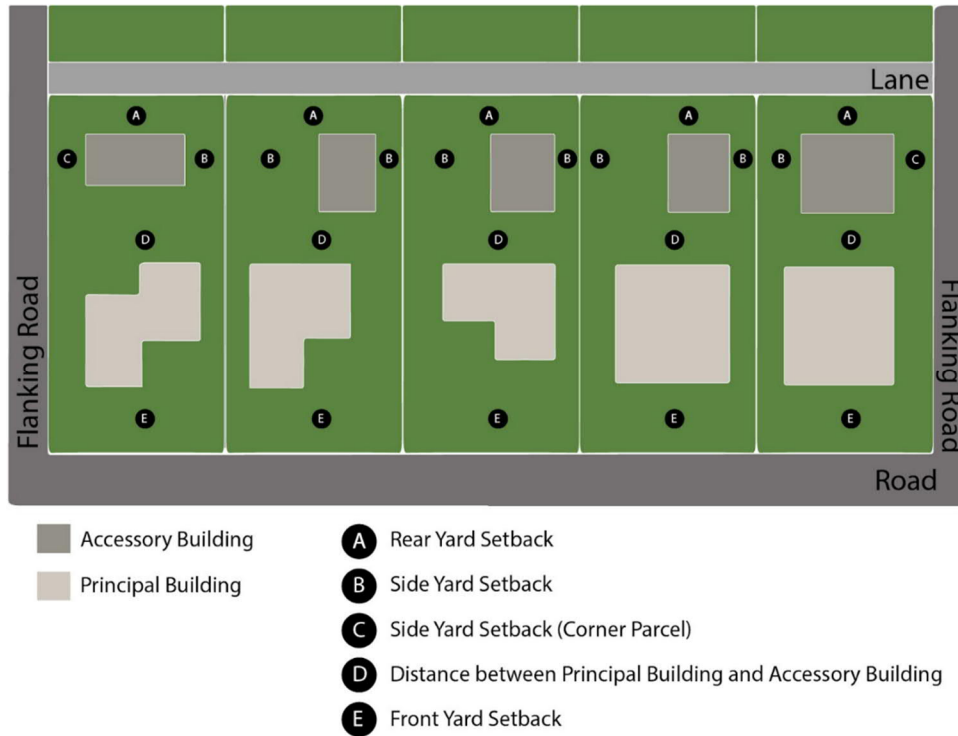 Lane
A
A
A
A
A
C
B
B
B
B
B
B
B
B
C
D
D
D
D
D
Flanking Road
Flanking Road
E
E
E
E
E
Road
Accessory Building
Principal Building
A Rear Yard Setback
B Side Yard Setback
C Side Yard Setback (Corner Parcel)
D Distance between Principal Building and Accessory Building
E Front Yard Setback